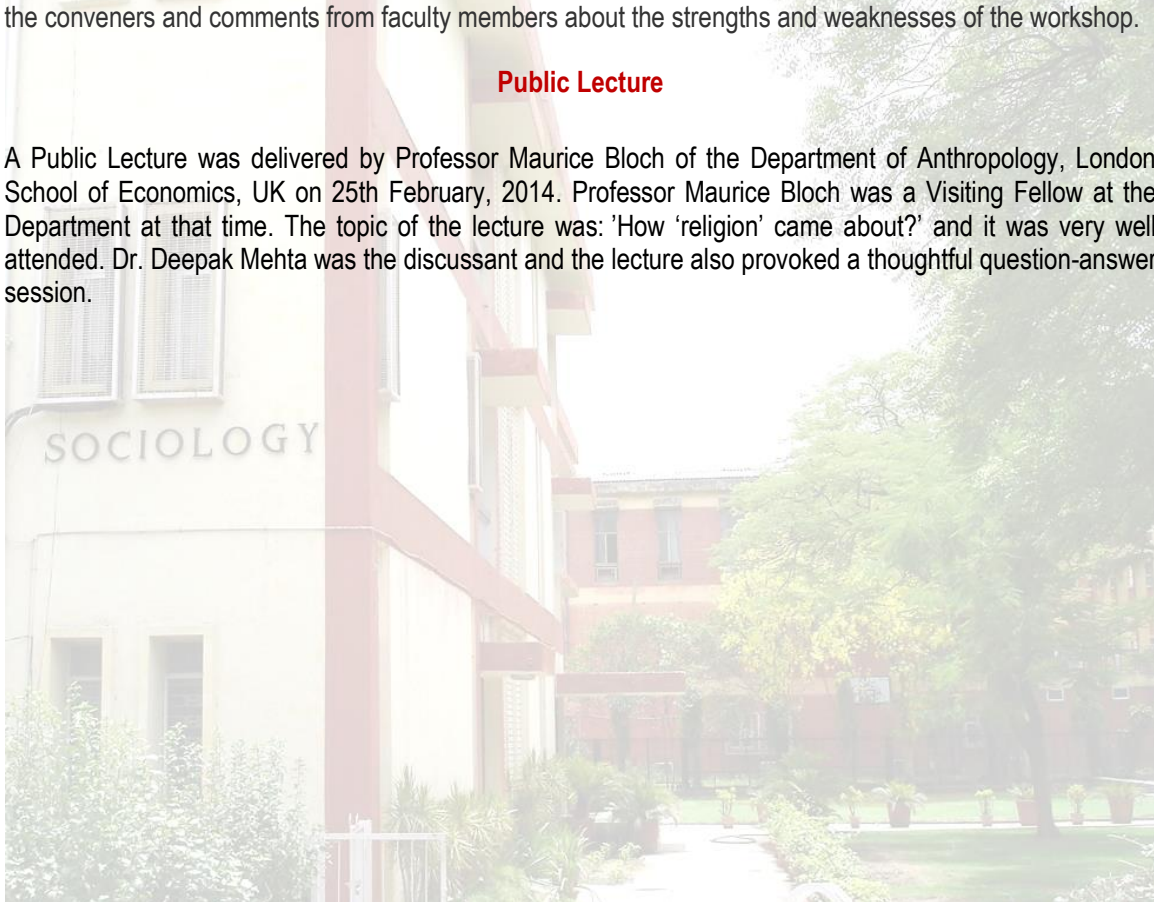 the conveners and comments from faculty members about the strengths and weaknesses of the workshop.
Public Lecture
A Public Lecture was delivered by Professor Maurice Bloch of the Department of Anthropology, London
School of Economics, UK on 25th February, 2014. Professor Maurice Bloch was a Visiting Fellow at the
Department at that time. The topic of the lecture was: ’How ‘religion’ came about?’ and it was very well
attended. Dr. Deepak Mehta was the discussant and the lecture also provoked a thoughtful question-answer
session.
SOCIOLOGY